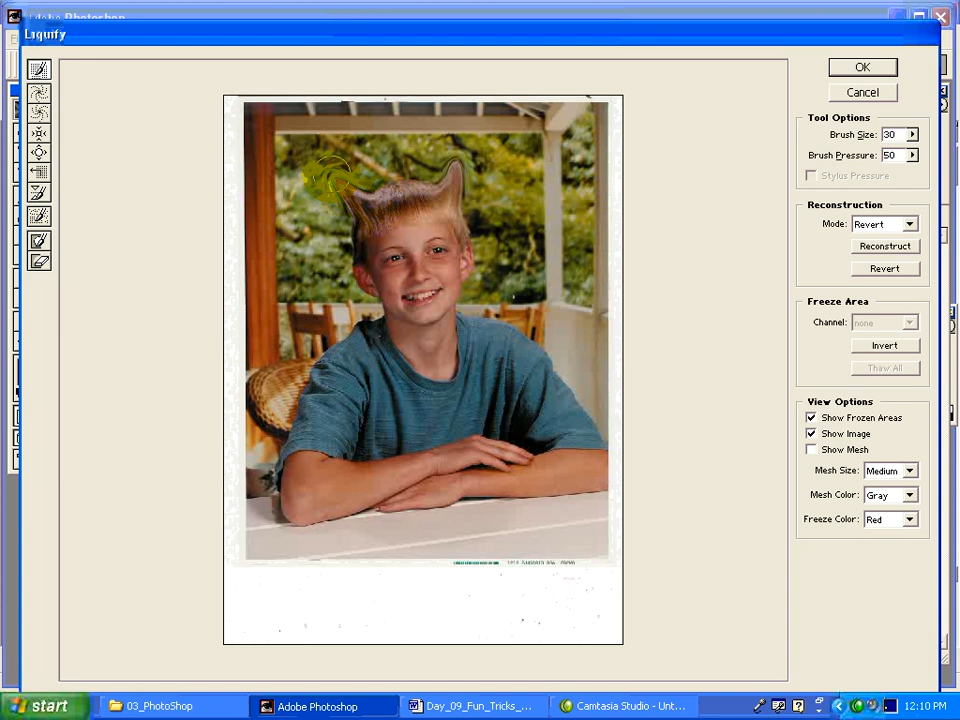 Adobe Photoshop
Liquify
OK
Cancel
Tool Options
Brush Size: 30
Brush Pressure: 50
Stylus Pressure
Reconstruction
Mode: Revert
Reconstruct
Revert
Freeze Area
Channel: none
Invert
Thaw All
View Options
Show Frozen Areas
Show Image
Show Mesh
Mesh Size: Medium
Mesh Color: Gray
Freeze Color: Red
start
03_PhotoShop
Adobe Photoshop
Day_09_Fun_Tricks_...
Camtasia Studio - Unt...
12:10 PM